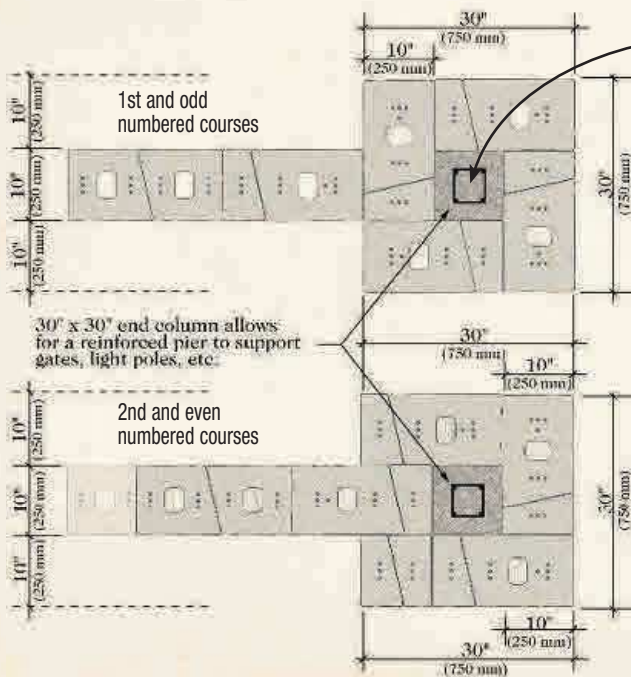 30"
(750 mm)
10"
(250 mm)
1st and odd
numbered courses
10"
(250 mm)
10"
(250 mm)
10"
(250 mm)
30"
(750 mm)
30" x 30" end column allows
for a reinforced pier to support
gates, light poles, etc.
30"
(750 mm)
10"
(250 mm)
2nd and even
numbered courses
10"
(250 mm)
10"
(250 mm)
10"
(250 mm)
30"
(750 mm)
10"
(250 mm)
30"
(750 mm)